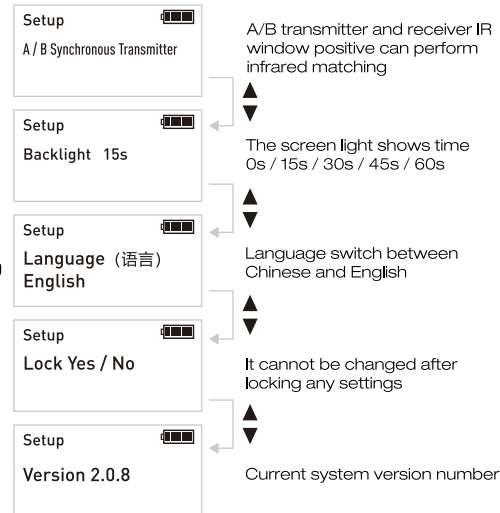 Setup
A / B Synchronous Transmitter
A/B transmitter and receiver IR
window positive can perform
infrared matching
Setup
Backlight 15s
The screen light shows time
0s / 15s / 30s / 45s / 60s
Setup
Language (语言)
English
Language switch between
Chinese and English
Setup
Lock Yes / No
It cannot be changed after
locking any settings
Setup
Version 2.0.8
Current system version number